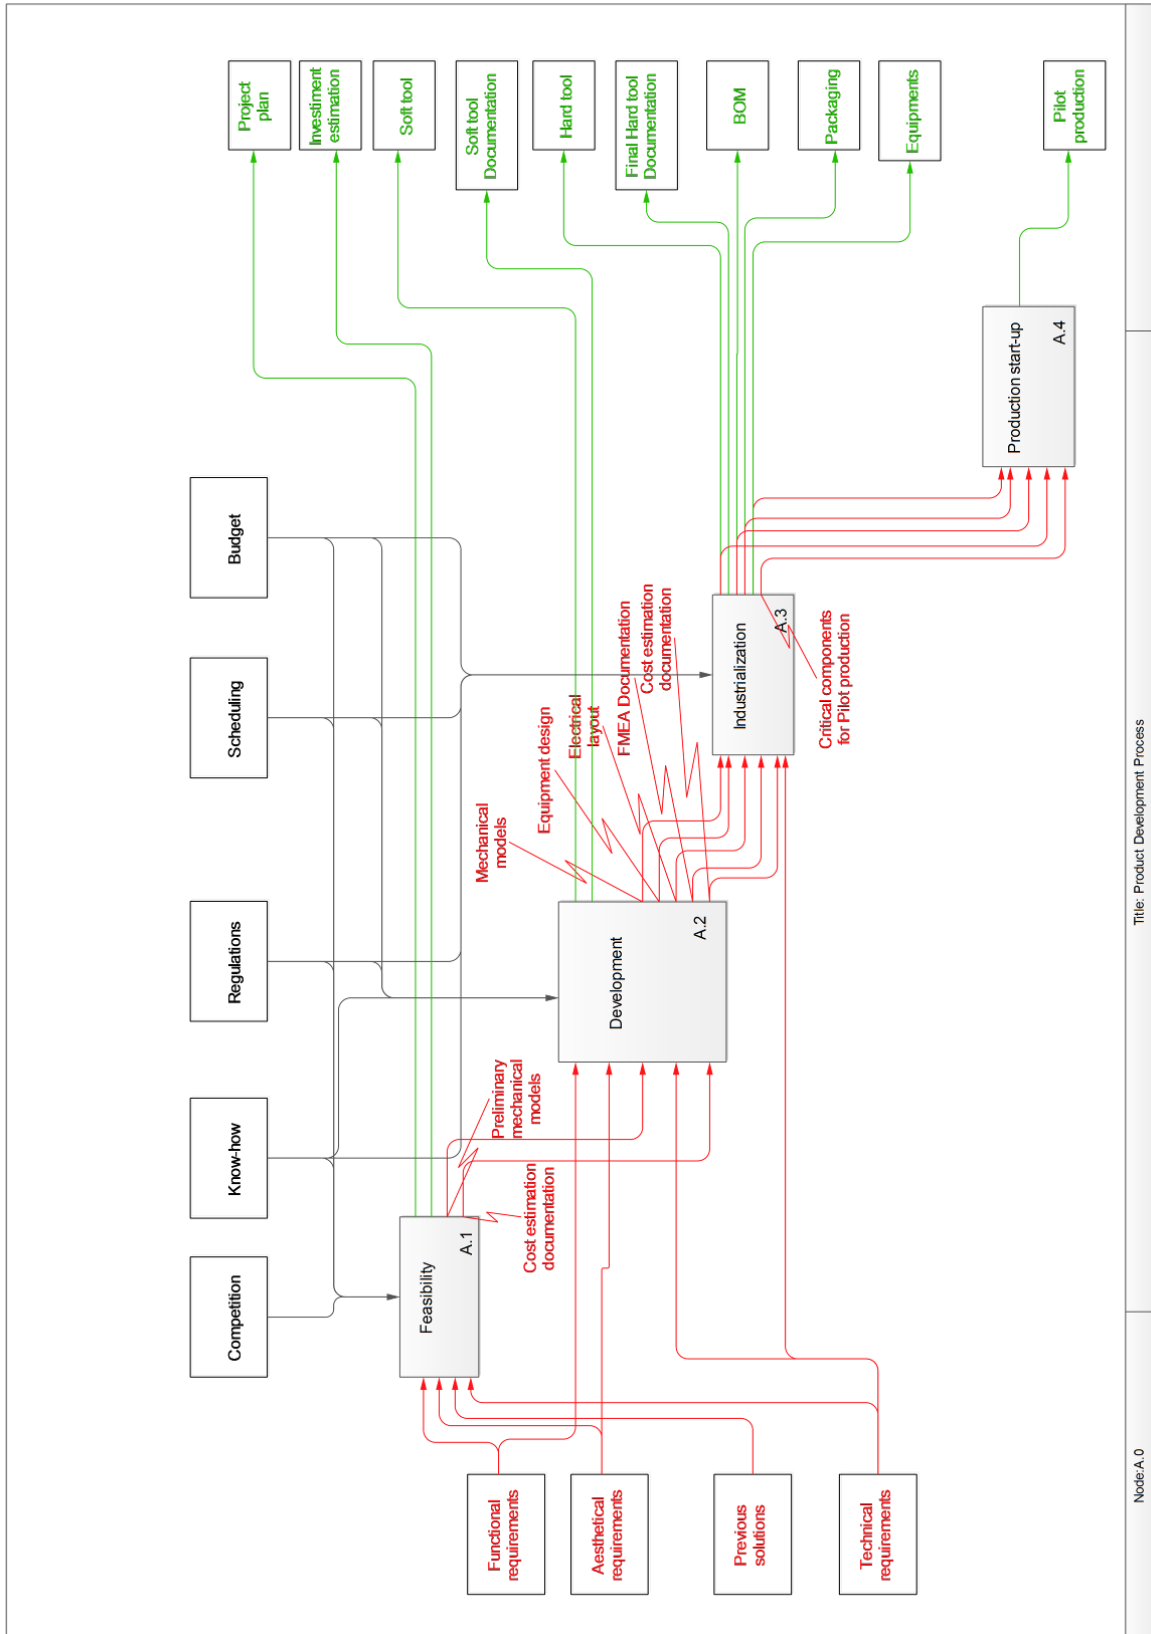 Competition
Know-how
Regulations
Scheduling
Budget
Project
plan
Investiment
estimation
Soft tool
Soft tool
Documentation
Hard tool
Final Hard tool
Documentation
BOM
Packaging
Equipments
Pilot
production
Functional
requirements
Aesthetical
requirements
Previous
solutions
Technical
requirements
Feasibility
A.1
Preliminary
mechanical
models
Cost estimation
documentation
Development
A.2
Mechanical
models
Equipment design
Electrical
layout
FMEA Documentation
Cost estimation
documentation
Industrialization
A.3
Critical components
for Pilot production
Production start-up
A.4
Node:A.0
Title: Product Development Process